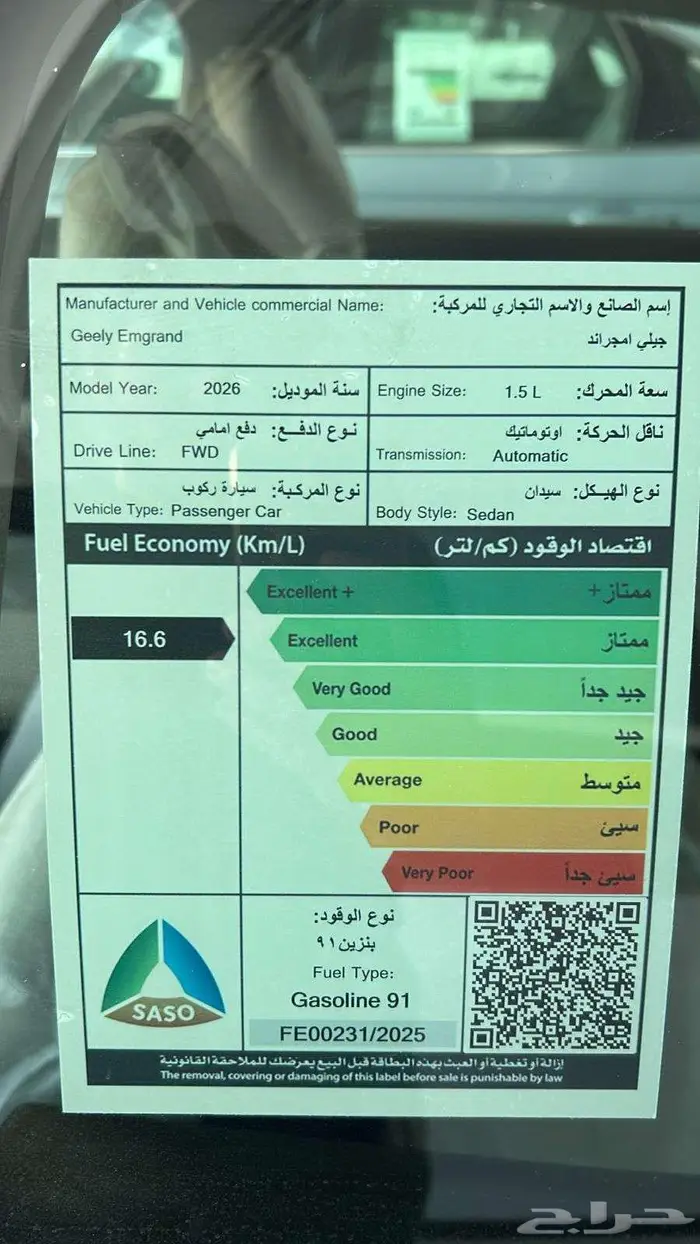 Manufacturer and Vehicle commercial Name: إسم الصانع والاسم التجاري للمركبة:
Geely Emgrand جيلي امجراند
Model Year: 2026 سنة الموديل:
Engine Size: 1.5 L سعة المحرك:
نوع الدفـــع: دفع امامي
Drive Line: FWD
ناقل الحركة: اوتوماتيك
Transmission: Automatic
نوع المركبة: سيارة ركوب
Vehicle Type: Passenger Car
نوع الهيـكل: سيدان
Body Style: Sedan
Fuel Economy (Km/L) اقتصاد الوقود (كم/لتر)
Excellent + ممتاز+
16.6
Excellent ممتاز
Very Good جيد جداً
Good جيد
Average متوسط
Poor سيئ
Very Poor سيئ جداً
SASO
نوع الوقود:
بنزين ٩١
Fuel Type:
Gasoline 91
FE00231/2025
إزالة أو تغطية أو العبث بهذه البطاقة قبل البيع يعرضك للملاحقة القانونية
The removal, covering or damaging of this label before sale is punishable by law
حراج